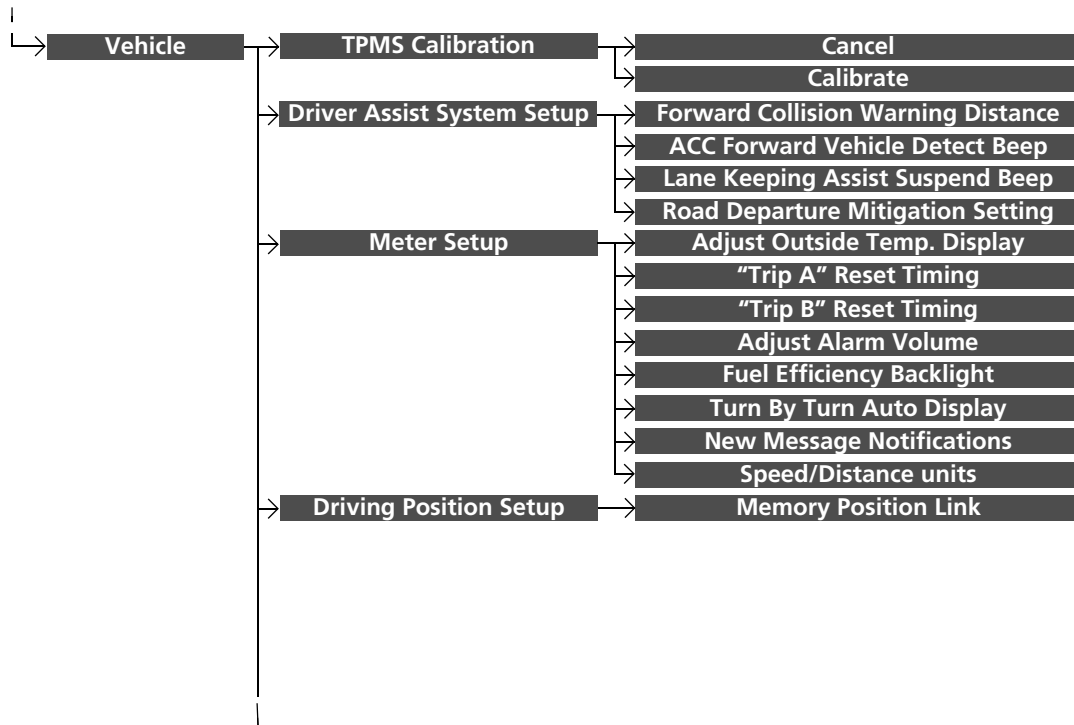 Vehicle
TPMS Calibration
Cancel
Calibrate
Driver Assist System Setup
Forward Collision Warning Distance
ACC Forward Vehicle Detect Beep
Lane Keeping Assist Suspend Beep
Road Departure Mitigation Setting
Meter Setup
Adjust Outside Temp. Display
“Trip A” Reset Timing
“Trip B” Reset Timing
Adjust Alarm Volume
Fuel Efficiency Backlight
Turn By Turn Auto Display
New Message Notifications
Speed/Distance units
Driving Position Setup
Memory Position Link